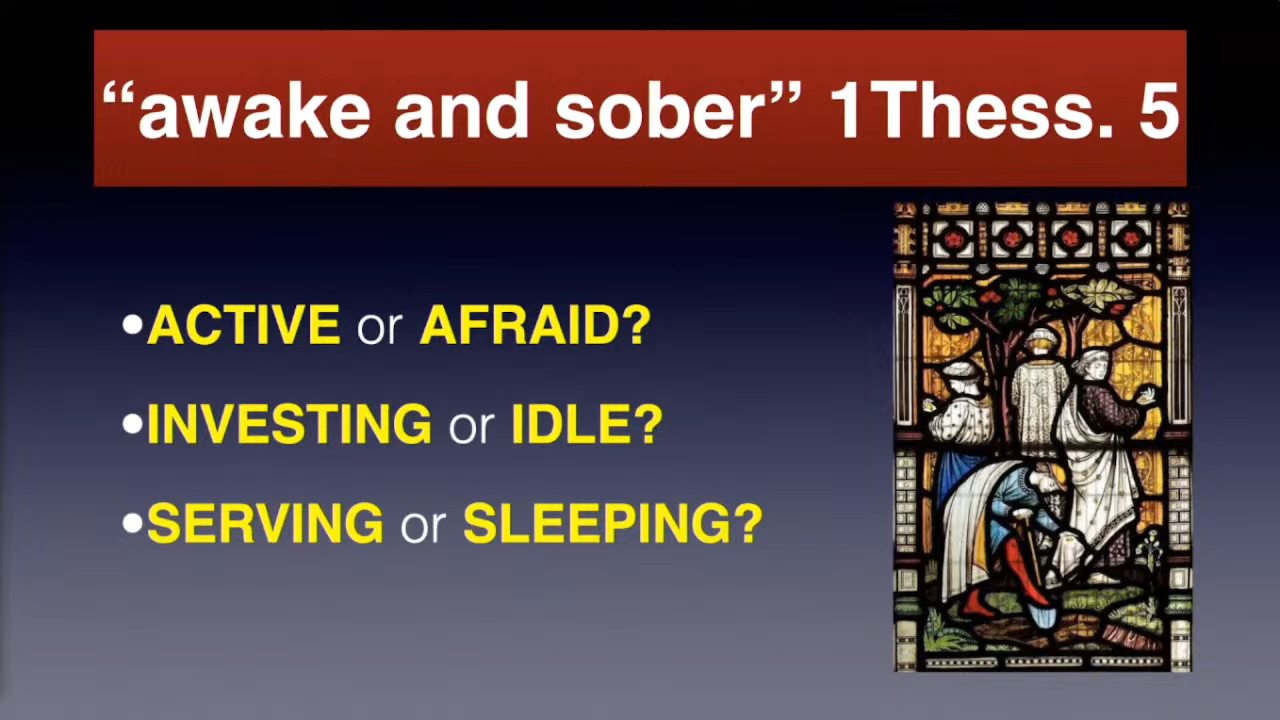 “awake and sober” 1Thess. 5
•ACTIVE or AFRAID?
•INVESTING or IDLE?
•SERVING or SLEEPING?